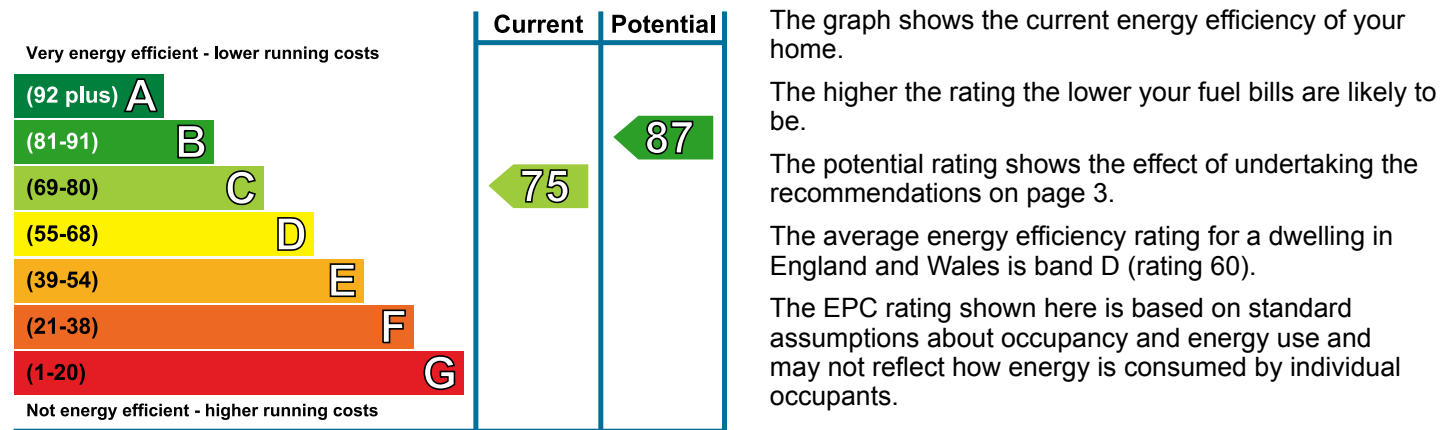 Current Potential
Very energy efficient - lower running costs
(92 plus) A
(81-91) B
87
(69-80) C
75
(55-68) D
(39-54) E
(21-38) F
(1-20) G
Not energy efficient - higher running costs
The graph shows the current energy efficiency of your
home.
The higher the rating the lower your fuel bills are likely to
be.
The potential rating shows the effect of undertaking the
recommendations on page 3.
The average energy efficiency rating for a dwelling in
England and Wales is band D (rating 60).
The EPC rating shown here is based on standard
assumptions about occupancy and energy use and
may not reflect how energy is consumed by individual
occupants.